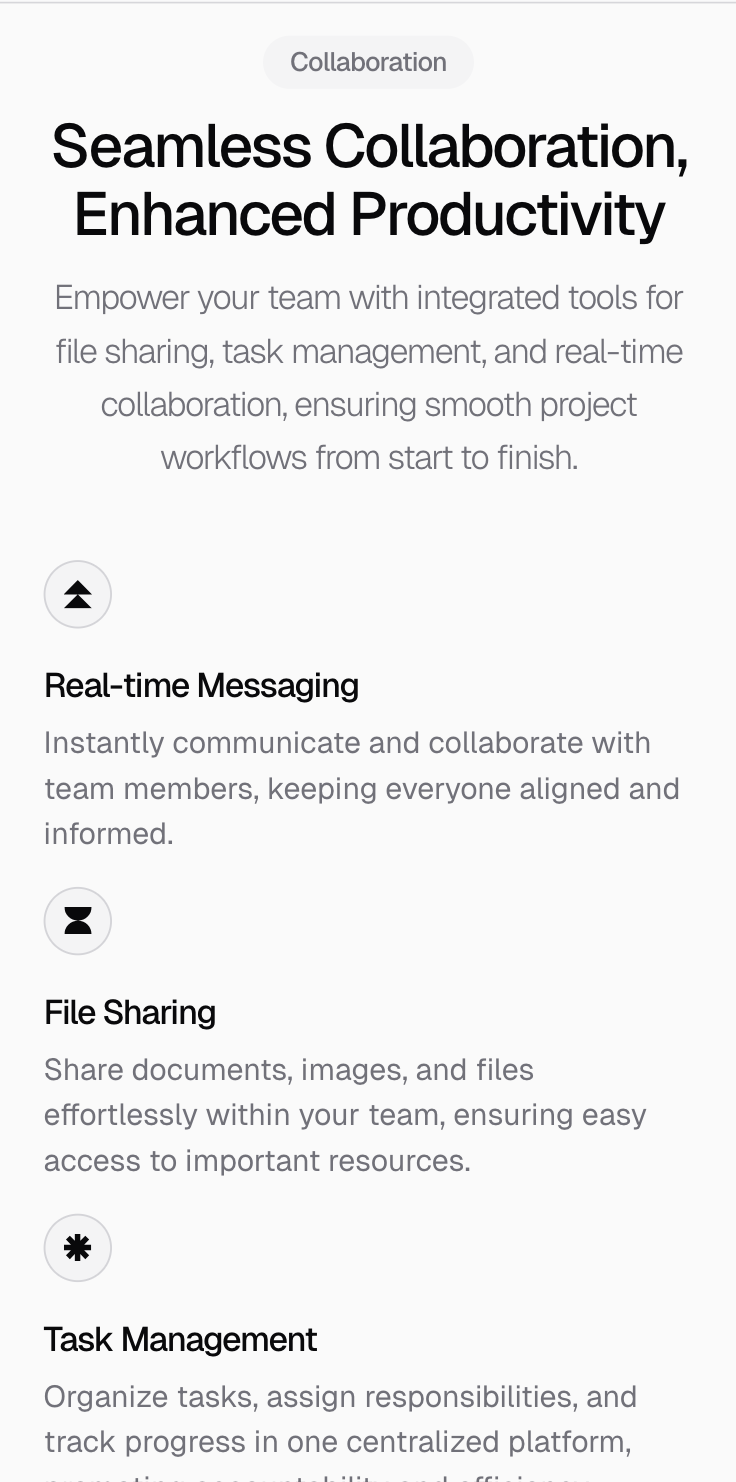 Collaboration
Seamless Collaboration,
Enhanced Productivity
Empower your team with integrated tools for
file sharing, task management, and real-time
collaboration, ensuring smooth project
workflows from start to finish.
Real-time Messaging
Instantly communicate and collaborate with
team members, keeping everyone aligned and
informed.
File Sharing
Share documents, images, and files
effortlessly within your team, ensuring easy
access to important resources.
Task Management
Organize tasks, assign responsibilities, and
track progress in one centralized platform,